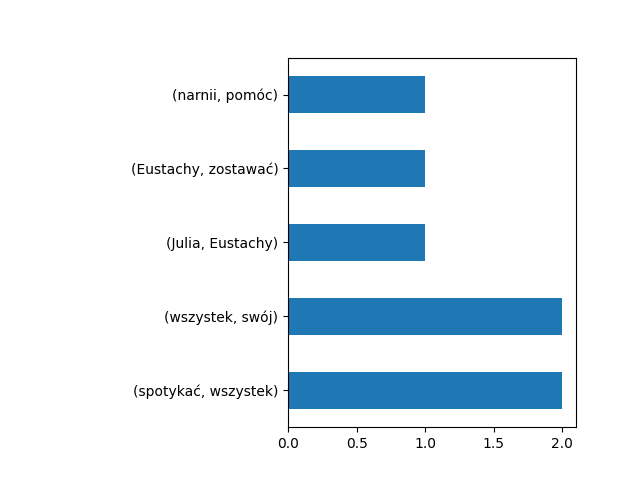 (narnii, pomóc)
(Eustachy, zostawać)
(Julia, Eustachy)
(wszystek, swój)
(spotykać, wszystek)
0.0 0.5 1.0 1.5 2.0